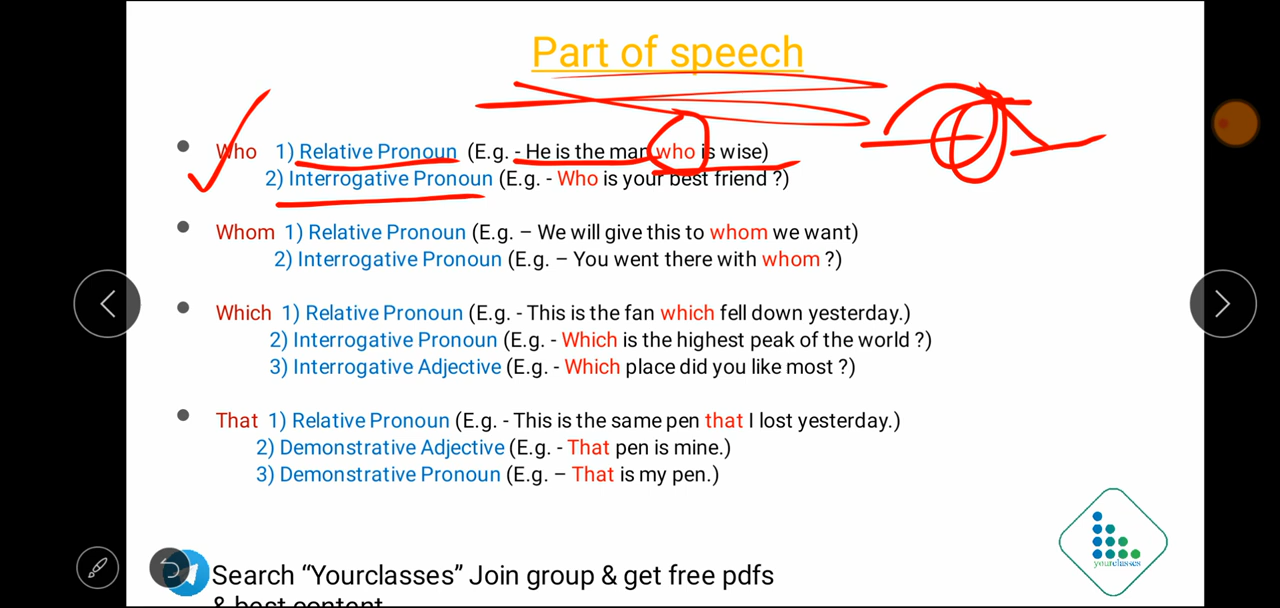 Part of speech
Who 1) Relative Pronoun (E.g. - He is the man who is wise)
2) Interrogative Pronoun (E.g. - Who is your best friend ?)
Whom 1) Relative Pronoun (E.g. – We will give this to whom we want)
2) Interrogative Pronoun (E.g. – You went there with whom ?)
Which 1) Relative Pronoun (E.g. - This is the fan which fell down yesterday.)
2) Interrogative Pronoun (E.g. - Which is the highest peak of the world ?)
3) Interrogative Adjective (E.g. - Which place did you like most ?)
That 1) Relative Pronoun (E.g. - This is the same pen that I lost yesterday.)
2) Demonstrative Adjective (E.g. - That pen is mine.)
3) Demonstrative Pronoun (E.g. – That is my pen.)
yourclasses
Search “Yourclasses” Join group & get free pdfs
& best content